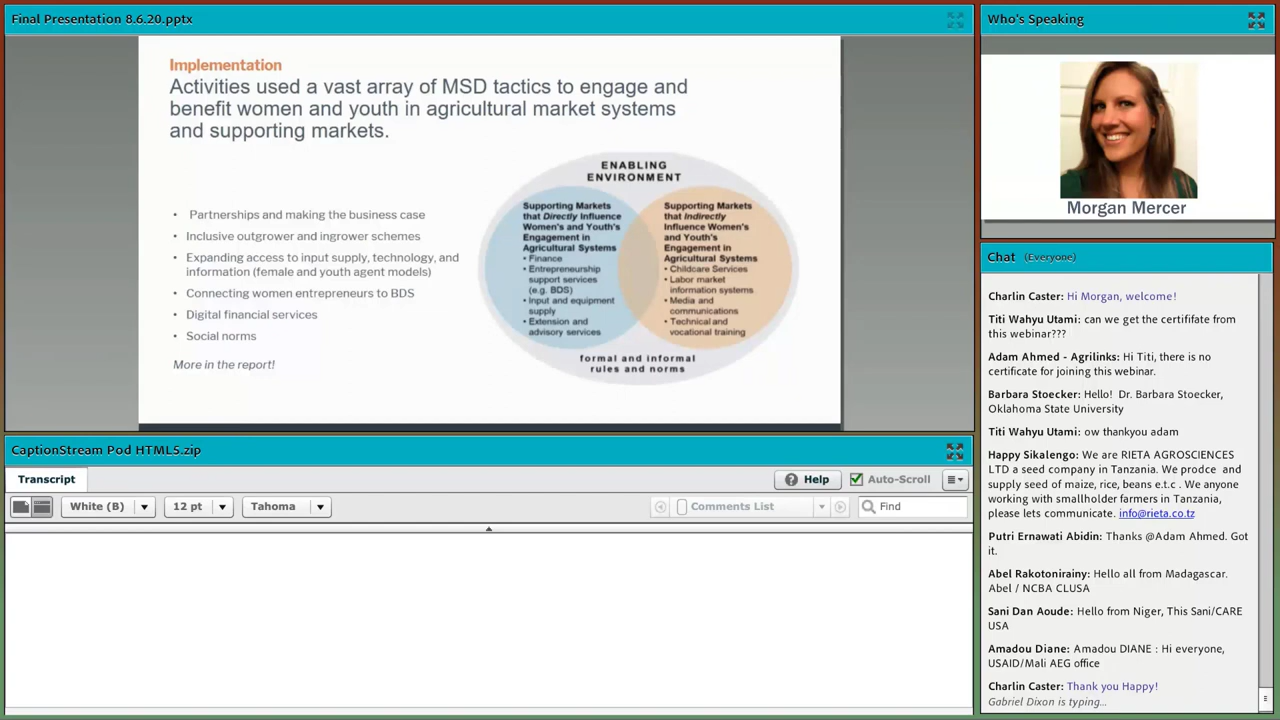 Final Presentation 8.6.20.pptx
Implementation
Activities used a vast array of MSD tactics to engage and
benefit women and youth in agricultural market systems
and supporting markets.
• Partnerships and making the business case
• Inclusive outgrower and ingrower schemes
• Expanding access to input supply, technology, and
information (female and youth agent models)
• Connecting women entrepreneurs to BDS
• Digital financial services
• Social norms
More in the report!
ENABLING
ENVIRONMENT
Supporting Markets
that Directly Influence
Women's and Youth's
Engagement in
Agricultural Systems
• Finance
• Entrepreneurship
support services
(e.g. BDS)
• Input and equipment
supply
• Extension and
advisory services
Supporting Markets
that Indirectly
Influence Women's
and Youth's
Engagement in
Agricultural Systems
• Childcare Services
• Labor market
information systems
• Media and
communications
• Technical and
vocational training
formal and informal
rules and norms
CaptionStream Pod HTML5.zip
Transcript
Help
Auto-Scroll
White (B)
12 pt
Tahoma
Comments List
Find
Who's Speaking
Morgan Mercer
Chat (Everyone)
Charlin Caster: Hi Morgan, welcome!
Titi Wahyu Utami: can we get the certififate from
this webinar???
Adam Ahmed - Agrilinks: Hi Titi, there is no
certificate for joining this webinar.
Barbara Stoecker: Hello! Dr. Barbara Stoecker,
Oklahoma State University
Titi Wahyu Utami: ow thankyou adam
Happy Sikalengo: We are RIETA AGROSCIENCES
LTD a seed company in Tanzania. We prodce and
supply seed of maize, rice, beans e.t.c . We anyone
working with smallholder farmers in Tanzania,
please lets communicate. info@rieta.co.tz
Putri Ernawati Abidin: Thanks @Adam Ahmed. Got
it.
Abel Rakotonirainy: Hello all from Madagascar.
Abel / NCBA CLUSA
Sani Dan Aoude: Hello from Niger, This Sani/CARE
USA
Amadou Diane: Amadou DIANE : Hi everyone,
USAID/Mali AEG office
Charlin Caster: Thank you Happy!
Gabriel Dixon is typing...